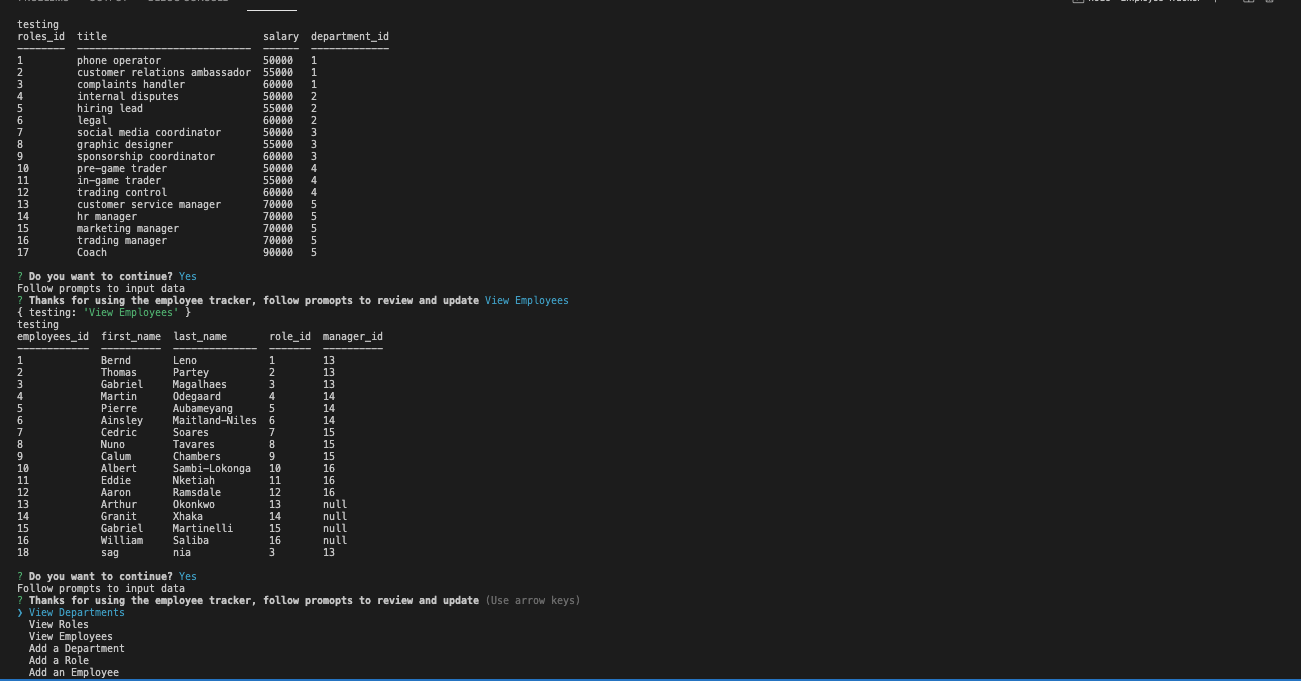 testing
roles_id  title                          salary  department_id
--------  -----------------------------  ------  -------------
1         phone operator                 50000   1
2         customer relations ambassador  55000   1
3         complaints handler             60000   1
4         internal disputes              50000   2
5         hiring lead                    55000   2
6         legal                          60000   2
7         social media coordinator       50000   3
8         graphic designer               55000   3
9         sponsorship coordinator        60000   3
10        pre-game trader                50000   4
11        in-game trader                 55000   4
12        trading control                60000   4
13        customer service manager       70000   5
14        hr manager                     70000   5
15        marketing manager              70000   5
16        trading manager                70000   5
17        Coach                          90000   5
? Do you want to continue? Yes
Follow prompts to input data
? Thanks for using the employee tracker, follow promopts to review and update View Employees
{ testing: 'View Employees' }
testing
employees_id  first_name  last_name       role_id  manager_id
------------  ----------  --------------  -------  ----------
1             Bernd       Leno            1        13
2             Thomas      Partey          2        13
3             Gabriel     Magalhaes       3        13
4             Martin      Odegaard        4        14
5             Pierre      Aubameyang      5        14
6             Ainsley     Maitland-Niles  6        14
7             Cedric      Soares          7        15
8             Nuno        Tavares         8        15
9             Calum       Chambers        9        15
10            Albert      Sambi-Lokonga   10       16
11            Eddie       Nketiah         11       16
12            Aaron       Ramsdale        12       16
13            Arthur      Okonkwo         13       null
14            Granit      Xhaka           14       null
15            Gabriel     Martinelli      15       null
16            William     Saliba          16       null
18            sag         nia             3        13
? Do you want to continue? Yes
Follow prompts to input data
? Thanks for using the employee tracker, follow promopts to review and update (Use arrow keys)
❯ View Departments
View Roles
View Employees
Add a Department
Add a Role
Add an Employee